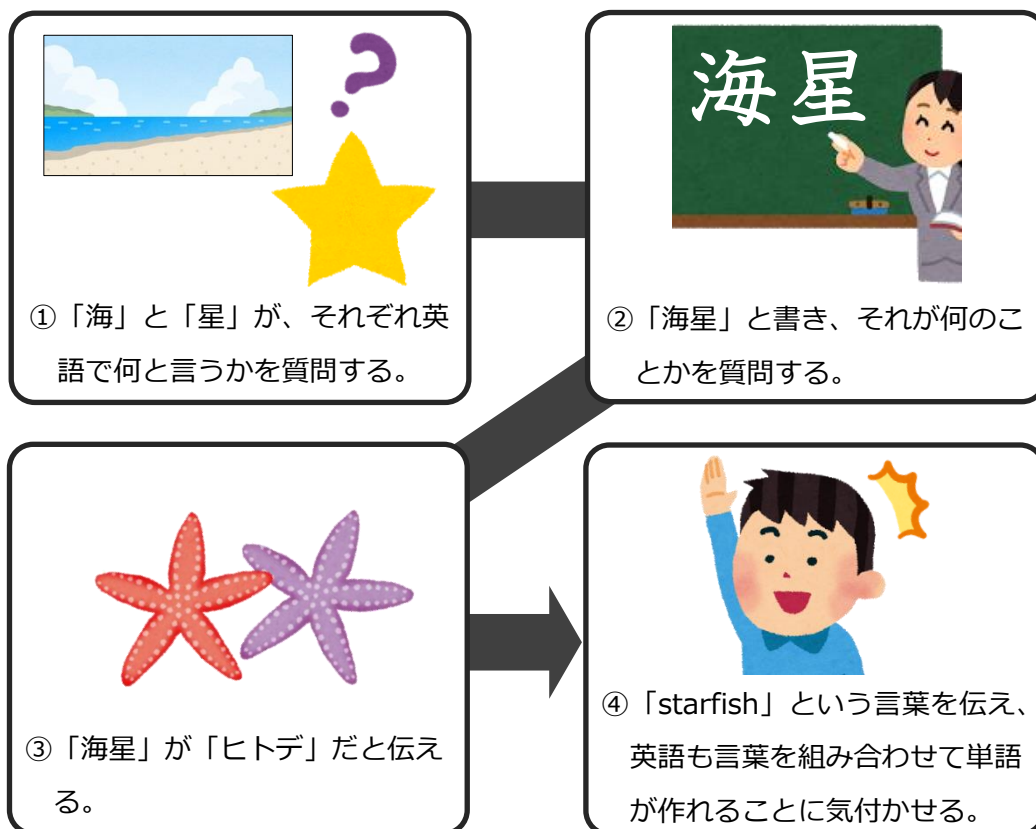 ①「海」と「星」が、それぞれ英
語で何と言うかを質問する。
海星
②「海星」と書き、それが何のこ
とかを質問する。
③「海星」が「ヒトデ」だと伝え
る。
④「starfish」という言葉を伝え、
英語も言葉を組み合わせて単語
が作れることに気付かせる。